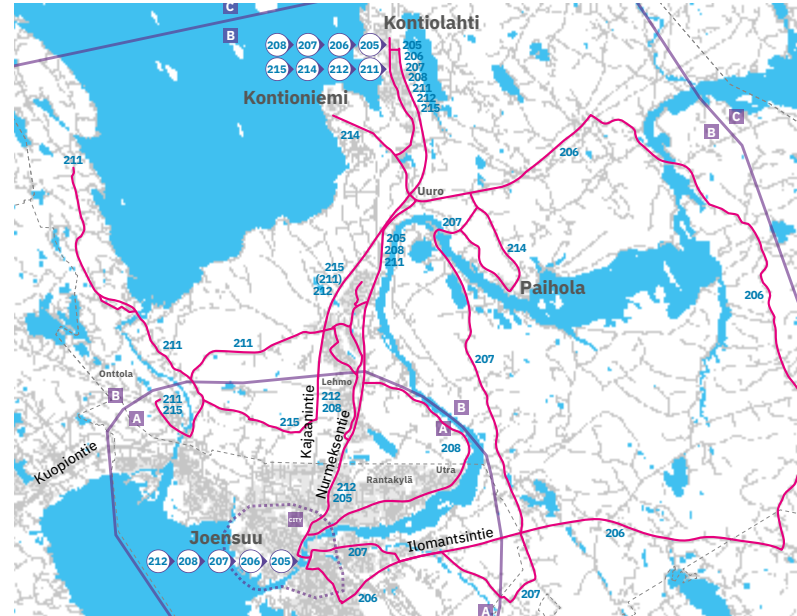 C
B
Kontiolahti
208 207 206 205
215 214 212 211
205
206
207
208
211
212
215
Kontioniemi
214
C
B
206
211
Uuro
207
214
205
208
211
215
(211)
212
Paihola
206
211
211
207
Onttola
Lehmo
B
A
211
215
212
208
215
Kajaanintie
Nurmeksentie
B
A
208
Kuopiontie
Utra
Rantakylä
212
205
CITY
Joensuu
212 208 207 206 205
207
Ilomantsintie
206
206
207
A